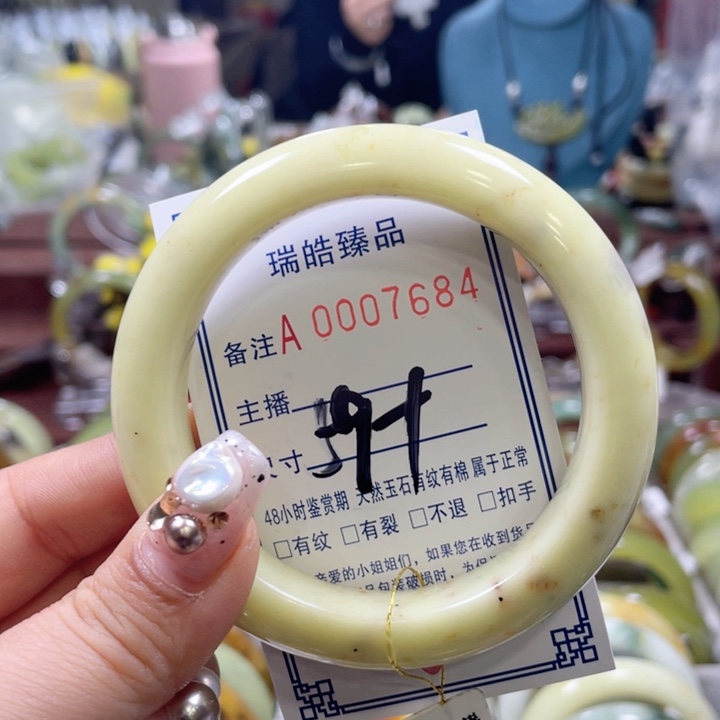 瑞皓臻品
备注 A 0007684
主播
尺寸
48小时鉴赏期 天然玉石有纹有棉属于正常
□有纹 □有裂 □不退 □扣手
亲爱的小姐姐们，如果您在收到货品